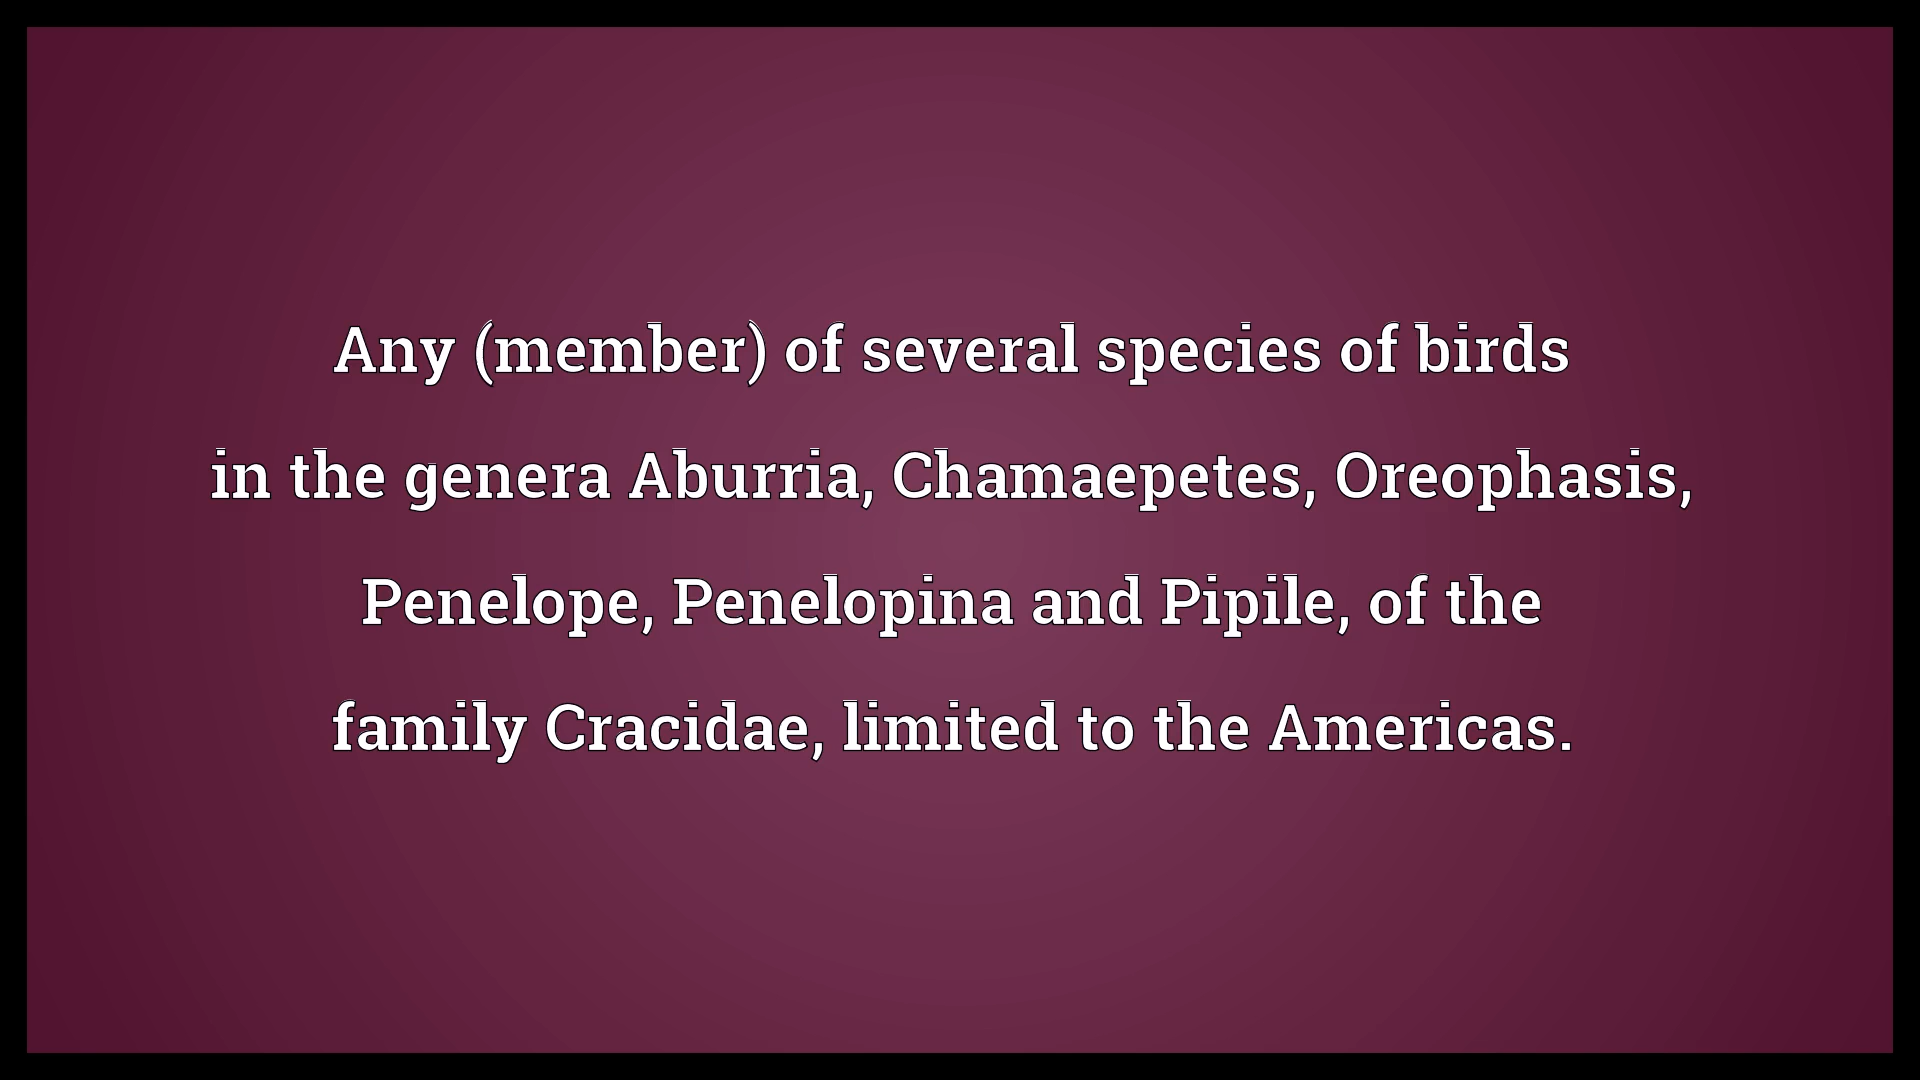 Any (member) of several species of birds
in the genera Aburria, Chamaepetes, Oreophasis,
Penelope, Penelopina and Pipile, of the
family Cracidae, limited to the Americas.